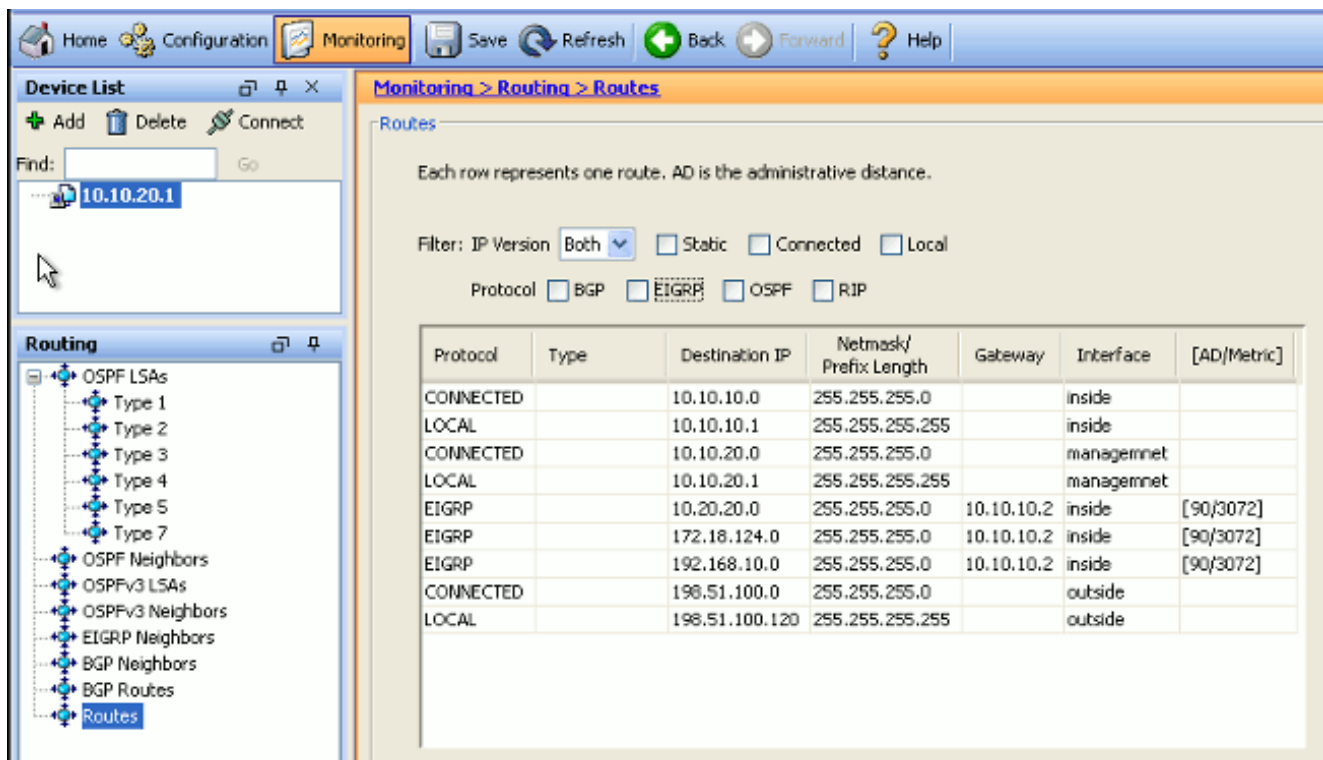 Home Configuration Monitoring Save Refresh Back Forward Help
Device List
Add Delete Connect
Find: Go
10.10.20.1
Routing
OSPF LSAs
Type 1
Type 2
Type 3
Type 4
Type 5
Type 7
OSPF Neighbors
OSPFv3 LSAs
OSPFv3 Neighbors
EIGRP Neighbors
BGP Neighbors
BGP Routes
Routes
Monitoring > Routing > Routes
Routes
Each row represents one route. AD is the administrative distance.
Filter: IP Version Both Static Connected Local
Protocol BGP EIGRP OSPF RIP
Protocol Type Destination IP Netmask/ Prefix Length Gateway Interface [AD/Metric]
CONNECTED 10.10.10.0 255.255.255.0 inside
LOCAL 10.10.10.1 255.255.255.255 inside
CONNECTED 10.10.20.0 255.255.255.0 managemnet
LOCAL 10.10.20.1 255.255.255.255 managemnet
EIGRP 10.20.20.0 255.255.255.0 10.10.10.2 inside [90/3072]
EIGRP 172.18.124.0 255.255.255.0 10.10.10.2 inside [90/3072]
EIGRP 192.168.10.0 255.255.255.0 10.10.10.2 inside [90/3072]
CONNECTED 198.51.100.0 255.255.255.0 outside
LOCAL 198.51.100.120 255.255.255.255 outside